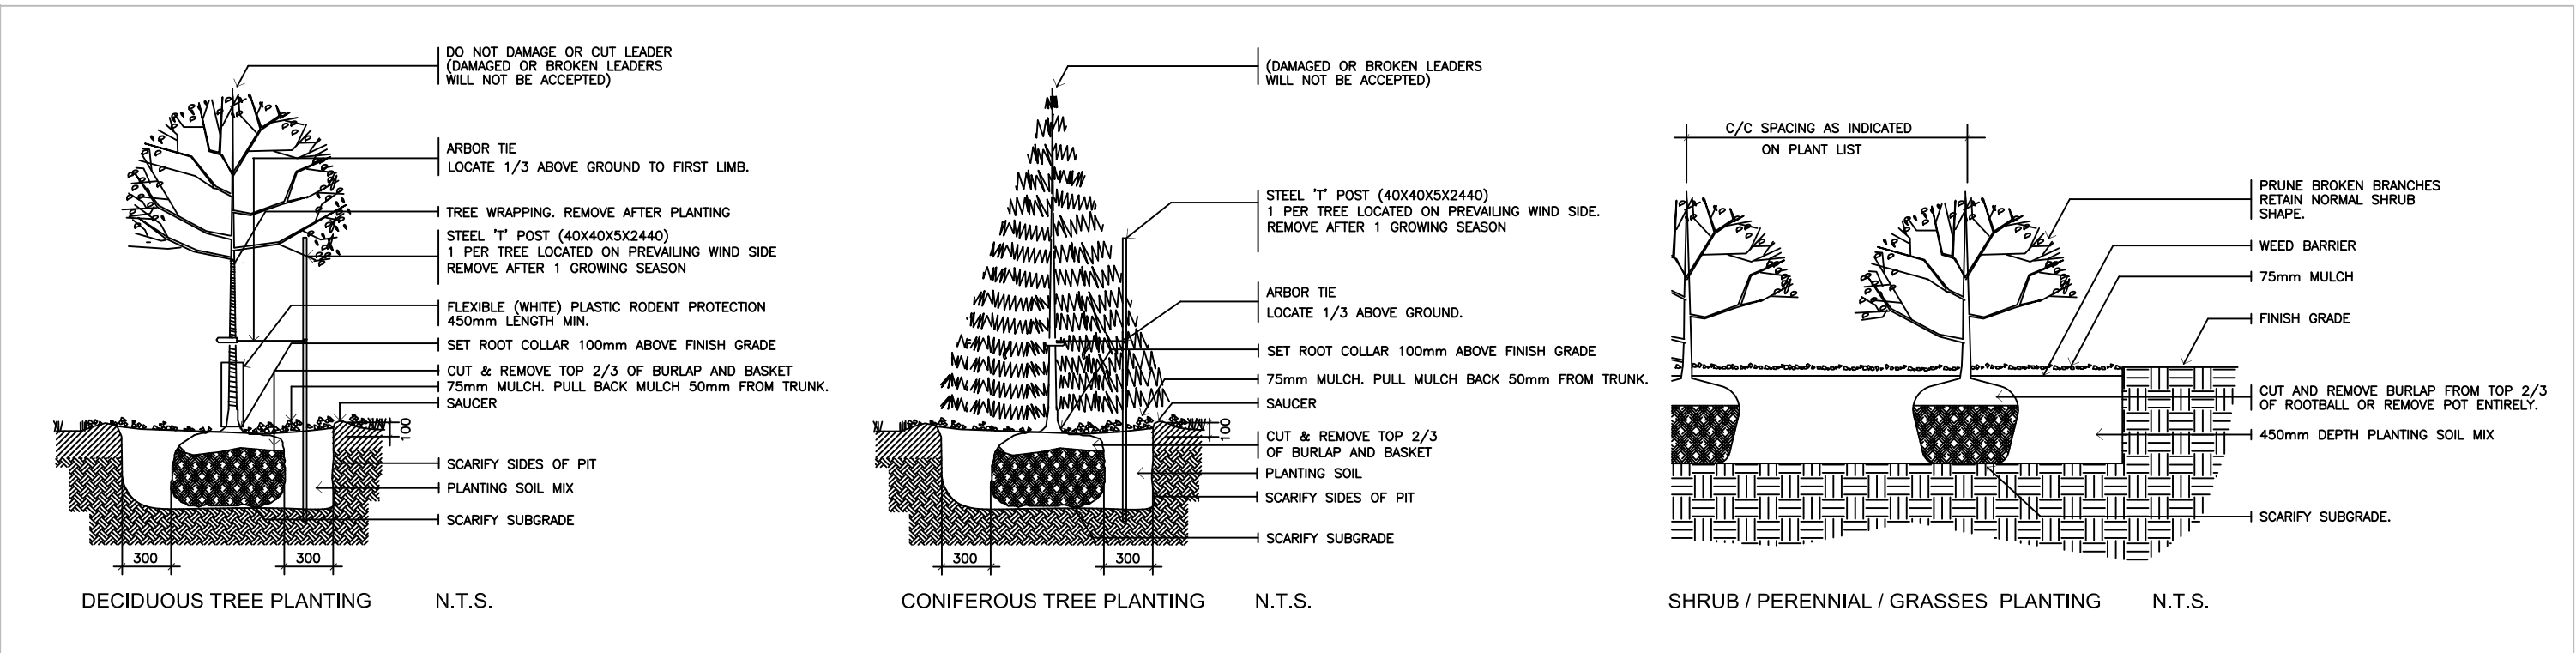 DO NOT DAMAGE OR CUT LEADER
(DAMAGED OR BROKEN LEADERS
WILL NOT BE ACCEPTED)
ARBOR TIE
LOCATE 1/3 ABOVE GROUND TO FIRST LIMB.
TREE WRAPPING. REMOVE AFTER PLANTING
STEEL 'T' POST (40X40X5X2440)
1 PER TREE LOCATED ON PREVAILING WIND SIDE
REMOVE AFTER 1 GROWING SEASON
FLEXIBLE (WHITE) PLASTIC RODENT PROTECTION
450mm LENGTH MIN.
SET ROOT COLLAR 100mm ABOVE FINISH GRADE
CUT & REMOVE TOP 2/3 OF BURLAP AND BASKET
75mm MULCH. PULL BACK MULCH 50mm FROM TRUNK.
SAUCER
100
SCARIFY SIDES OF PIT
PLANTING SOIL MIX
SCARIFY SUBGRADE
300
300
DECIDUOUS TREE PLANTING N.T.S.
(DAMAGED OR BROKEN LEADERS
WILL NOT BE ACCEPTED)
STEEL 'T' POST (40X40X5X2440)
1 PER TREE LOCATED ON PREVAILING WIND SIDE.
REMOVE AFTER 1 GROWING SEASON
ARBOR TIE
LOCATE 1/3 ABOVE GROUND.
SET ROOT COLLAR 100mm ABOVE FINISH GRADE
75mm MULCH. PULL MULCH BACK 50mm FROM TRUNK.
SAUCER
100
CUT & REMOVE TOP 2/3
OF BURLAP AND BASKET
PLANTING SOIL
SCARIFY SIDES OF PIT
SCARIFY SUBGRADE
300
300
CONIFEROUS TREE PLANTING N.T.S.
C/C SPACING AS INDICATED
ON PLANT LIST
PRUNE BROKEN BRANCHES
RETAIN NORMAL SHRUB
SHAPE.
WEED BARRIER
75mm MULCH
FINISH GRADE
CUT AND REMOVE BURLAP FROM TOP 2/3
OF ROOTBALL OR REMOVE POT ENTIRELY.
450mm DEPTH PLANTING SOIL MIX
SCARIFY SUBGRADE.
SHRUB / PERENNIAL / GRASSES PLANTING N.T.S.